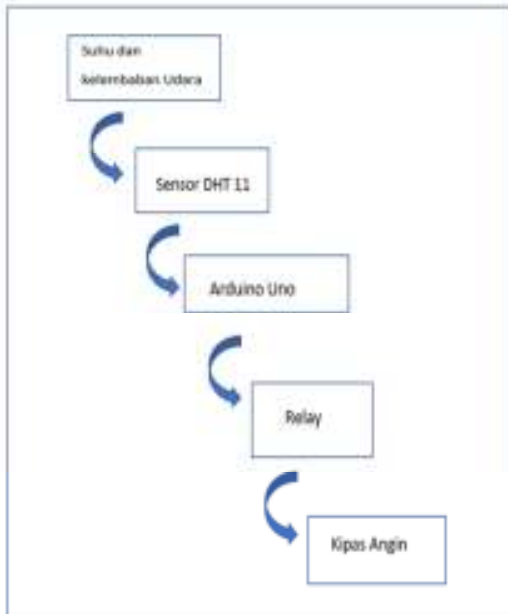 Suhu dan
kelembaban Udara
Sensor DHT 11
Arduino Uno
Relay
Kipas Angin